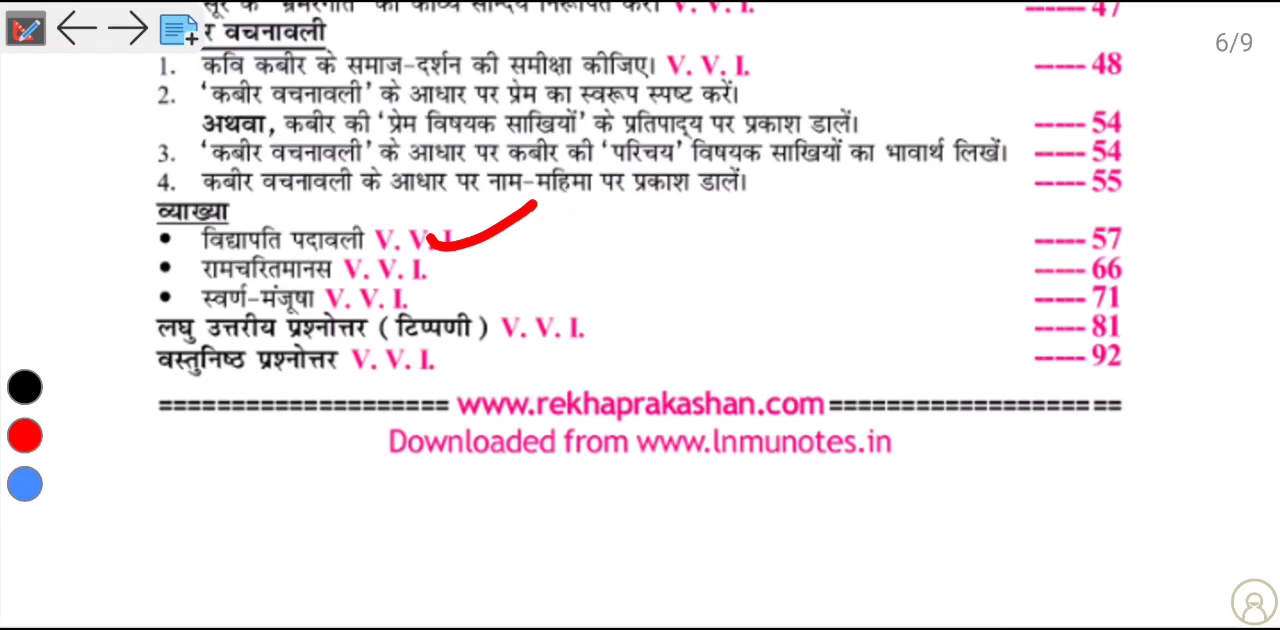 सूर के 'भ्रमरगीत' का काव्य सौन्दर्य निरूपित करें। V. V. I. ----- 47
र वचनावली
6/9
1. कवि कबीर के समाज-दर्शन की समीक्षा कीजिए। V. V. I. ----- 48
2. 'कबीर वचनावली' के आधार पर प्रेम का स्वरूप स्पष्ट करें।
अथवा, कबीर की 'प्रेम विषयक साखियों' के प्रतिपाद्य पर प्रकाश डालें। ----- 54
3. 'कबीर वचनावली' के आधार पर कबीर की 'परिचय' विषयक साखियों का भावार्थ लिखें। ----- 54
4. कबीर वचनावली के आधार पर नाम-महिमा पर प्रकाश डालें। ----- 55
व्याख्या
• विद्यापति पदावली V. V. I. ----- 57
• रामचरितमानस V. V. I. ----- 66
• स्वर्ण-मंजूषा V. V. I. ----- 71
लघु उत्तरीय प्रश्नोत्तर ( टिप्पणी ) V. V. I. ----- 81
वस्तुनिष्ठ प्रश्नोत्तर V. V. I. ----- 92
==================== www.rekhaprakashan.com ====================
Downloaded from www.lnmunotes.in